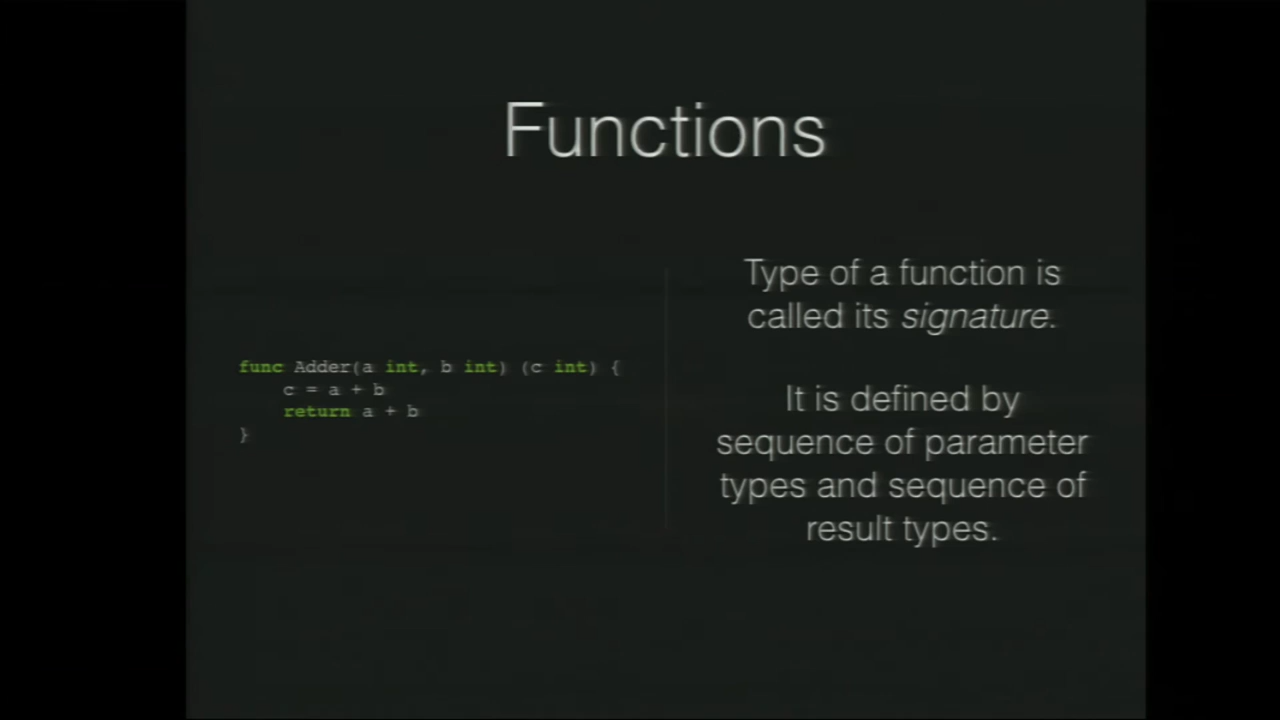 Functions
func Adder(a int, b int) (c int) {
    c = a + b
    return a + b
}
Type of a function is
called its signature.
It is defined by
sequence of parameter
types and sequence of
result types.